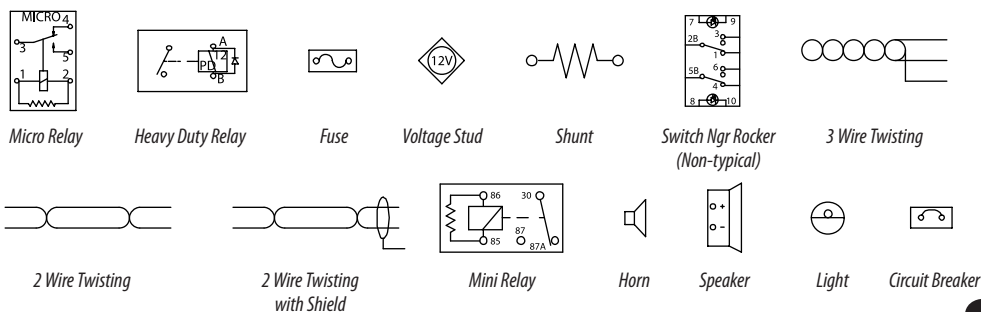 MICRO 4
3
5
1 2
A
12
PD
B
12V
7 9
3
2B
1
6
5B
4
8 10
Micro Relay Heavy Duty Relay Fuse Voltage Stud Shunt Switch Ngr Rocker 3 Wire Twisting
(Non-typical)
86 30
87
85 87A
+
-
2 Wire Twisting 2 Wire Twisting Mini Relay Horn Speaker Light Circuit Breaker
with Shield